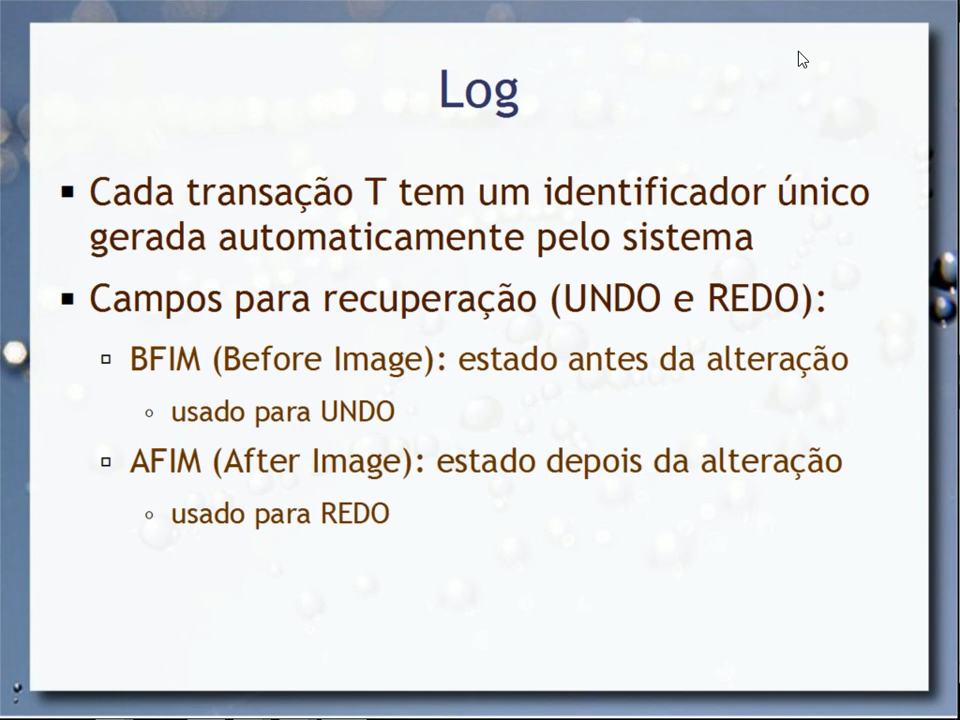 Log
Cada transação T tem um identificador único
gerada automaticamente pelo sistema
Campos para recuperação (UNDO e REDO):
BFIM (Before Image): estado antes da alteração
usado para UNDO
AFIM (After Image): estado depois da alteração
usado para REDO